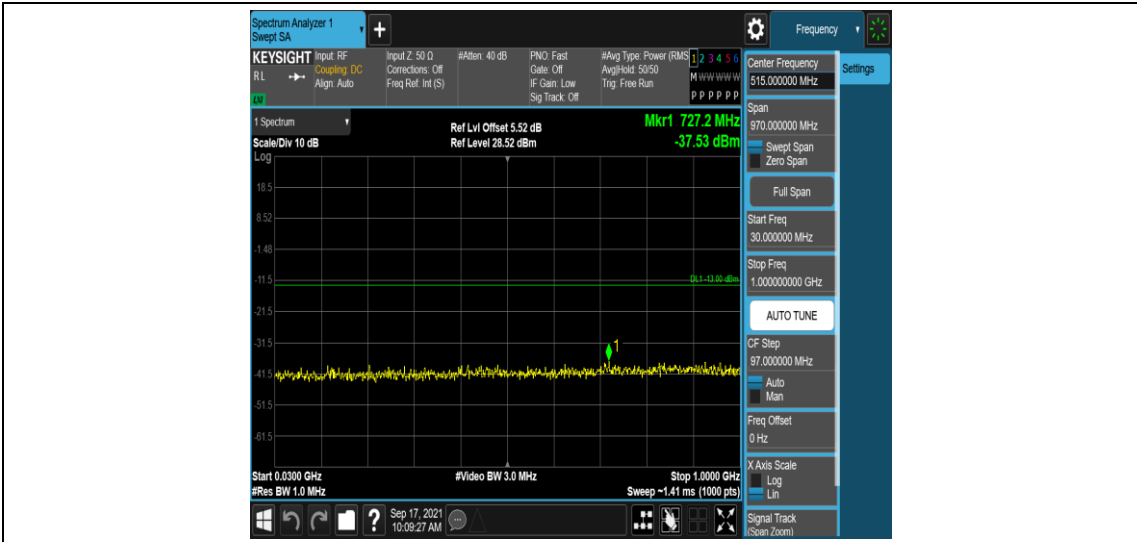 Spectrum Analyzer 1
Swept SA
Frequency
KEYSIGHT
RL
LXI
Input: RF
Coupling: DC
Align: Auto
Input Z: 50 Ω
Corrections: Off
Freq Ref: Int (S)
#Atten: 40 dB
PNO: Fast
Gate: Off
IF Gain: Low
Sig Track: Off
#Avg Type: Power (RMS
Avg|Hold: 50/50
Trig: Free Run
1 2 3 4 5 6
M W W W W W
P P P P P P
Settings
1 Spectrum
Scale/Div 10 dB
Log
Ref Lvl Offset 5.52 dB
Ref Level 28.52 dBm
Mkr1 727.2 MHz
-37.53 dBm
18.5
8.52
-1.48
-11.5
-21.5
-31.5
-41.5
-51.5
-61.5
DL1 -13.00 dBm
1
Start 0.0300 GHz
#Res BW 1.0 MHz
#Video BW 3.0 MHz
Stop 1.0000 GHz
Sweep ~1.41 ms (1000 pts)
Center Frequency
515.000000 MHz
Span
970.000000 MHz
Swept Span
Zero Span
Full Span
Start Freq
30.000000 MHz
Stop Freq
1.000000000 GHz
AUTO TUNE
CF Step
97.000000 MHz
Auto
Man
Freq Offset
0 Hz
X Axis Scale
Log
Lin
Signal Track
(Span Zoom)
?
Sep 17, 2021
10:09:27 AM